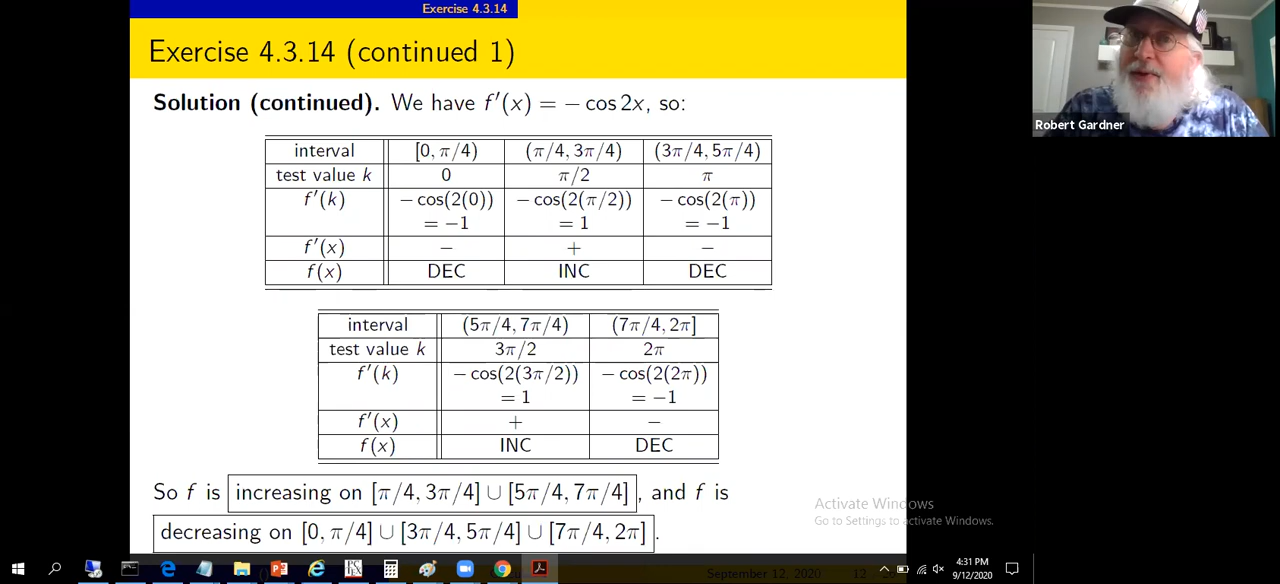 Exercise 4.3.14
Exercise 4.3.14 (continued 1)
Solution (continued). We have f′(x) = − cos 2x, so:
interval [0, π/4) (π/4, 3π/4) (3π/4, 5π/4)
test value k 0 π/2 π
f′(k) − cos(2(0)) − cos(2(π/2)) − cos(2(π))
= −1 = 1 = −1
f′(x) − + −
f(x) DEC INC DEC
interval (5π/4, 7π/4) (7π/4, 2π]
test value k 3π/2 2π
f′(k) − cos(2(3π/2)) − cos(2(2π))
= 1 = −1
f′(x) + −
f(x) INC DEC
So f is increasing on [π/4, 3π/4] ∪ [5π/4, 7π/4] , and f is
decreasing on [0, π/4] ∪ [3π/4, 5π/4] ∪ [7π/4, 2π] .
Robert Gardner
Activate Windows
Go to Settings to activate Windows.
September 12, 2020 12
4:31 PM
9/12/2020